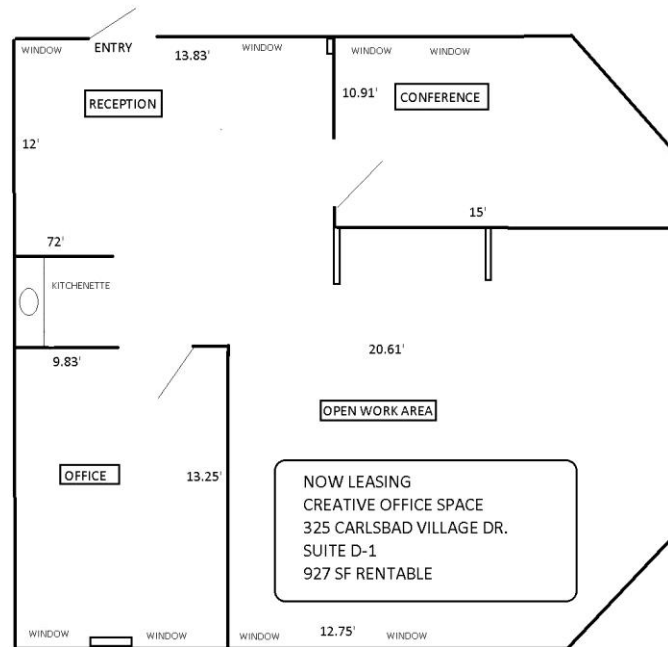 ENTRY
WINDOW
13.83'
WINDOW
WINDOW
WINDOW
RECEPTION
10.91'
CONFERENCE
12'
15'
72'
KITCHENETTE
9.83'
20.61'
OPEN WORK AREA
OFFICE
13.25'
NOW LEASING
CREATIVE OFFICE SPACE
325 CARLSBAD VILLAGE DR.
SUITE D-1
927 SF RENTABLE
WINDOW
WINDOW
WINDOW
12.75'
WINDOW